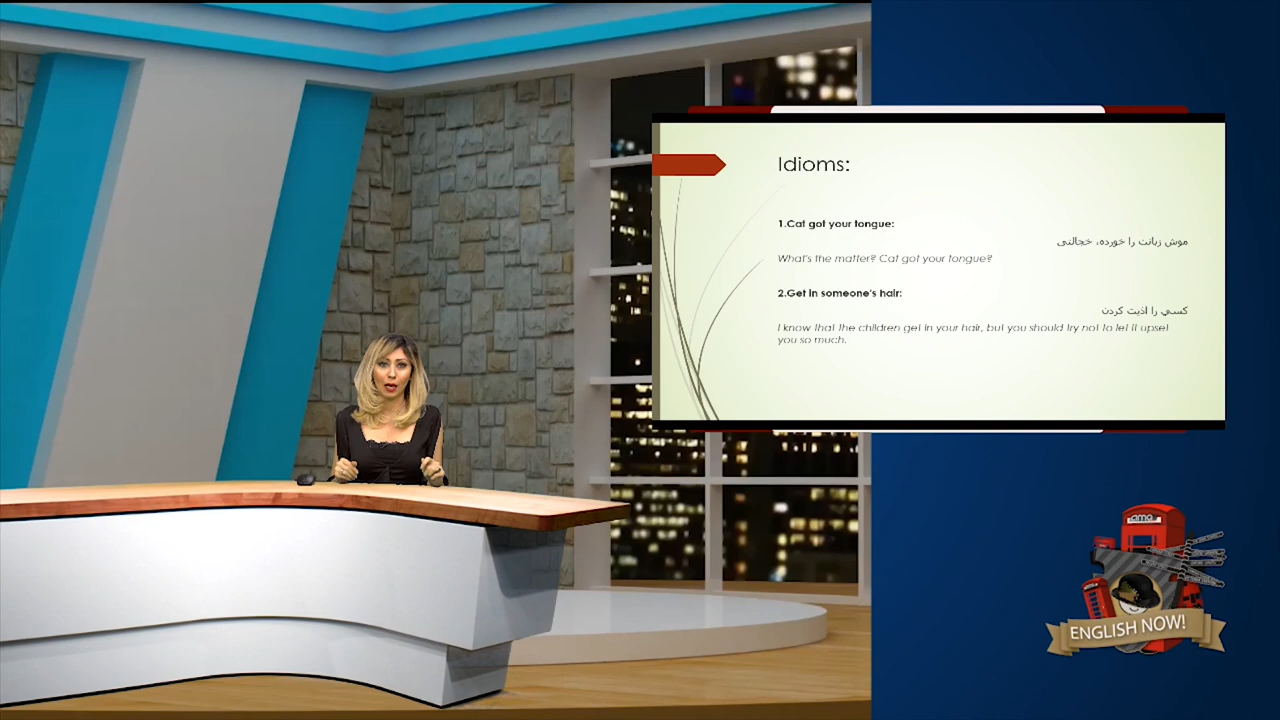 Idioms:
1.Cat got your tongue:
موش زبانت را خورده، خجالتی
What's the matter? Cat got your tongue?
2.Get in someone's hair:
کسي را اذیت کردن
I know that the children get in your hair, but you should try not to let it upset
you so much.
ENGLISH NOW!